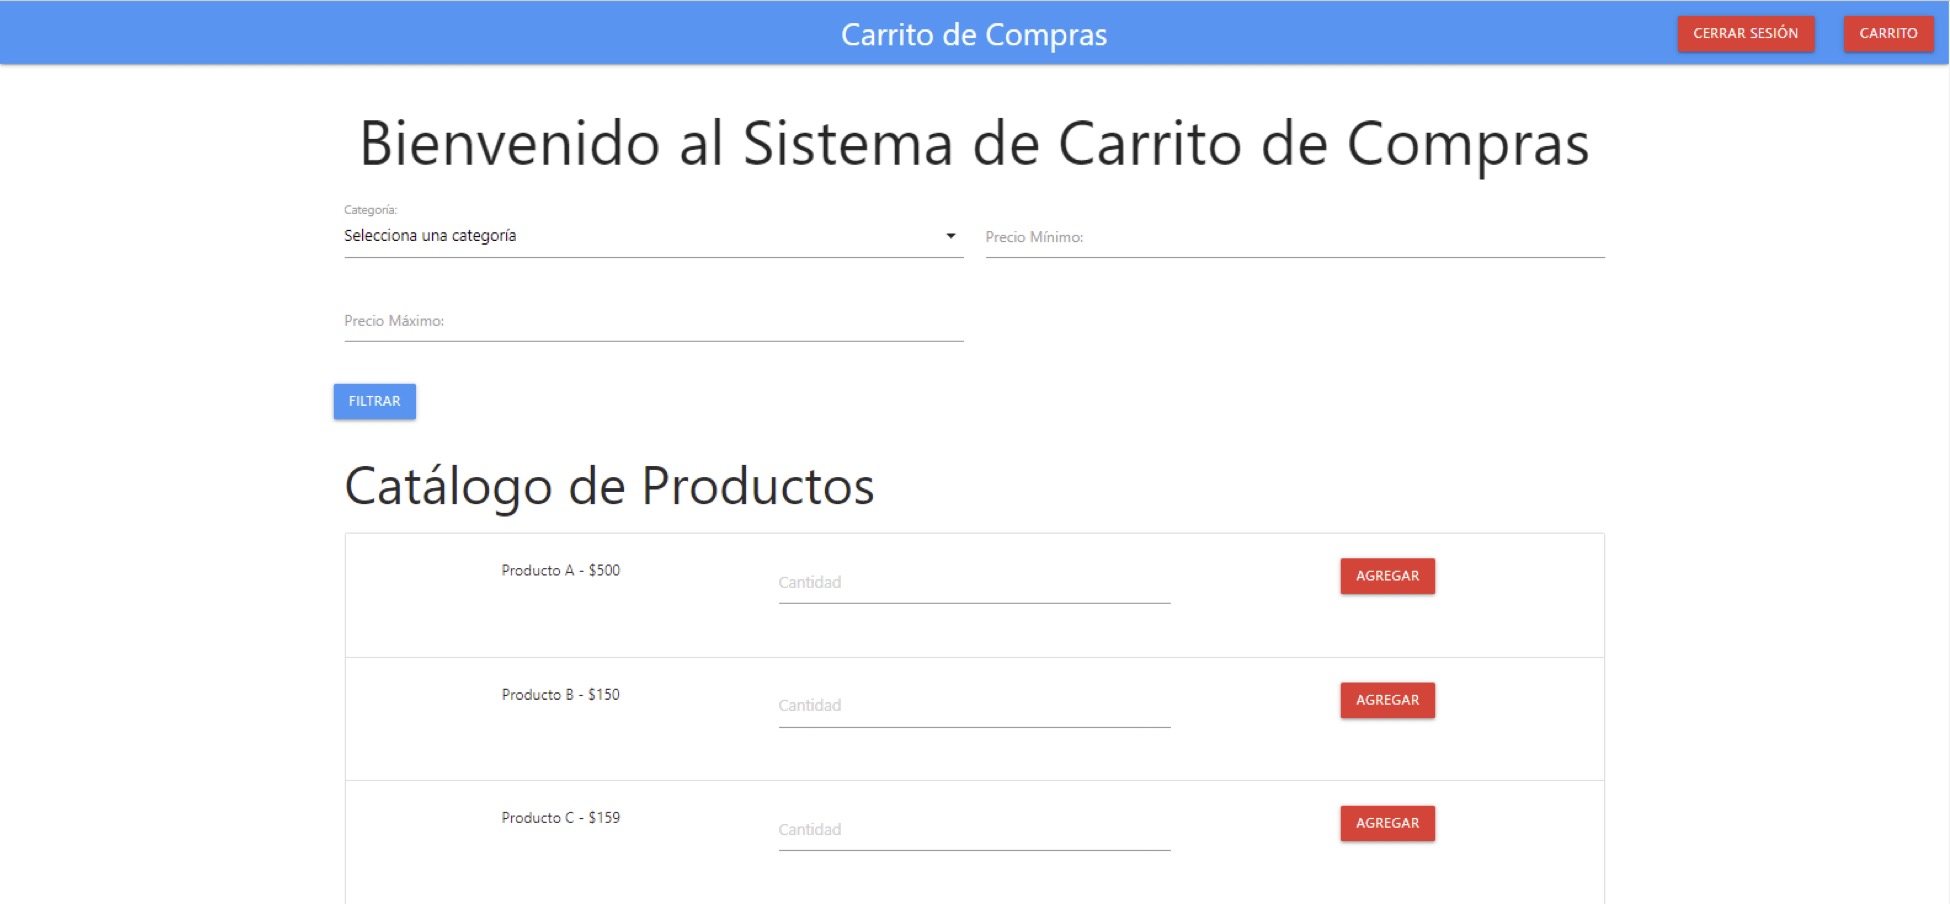 Carrito de Compras
CERRAR SESIÓN
CARRITO
Bienvenido al Sistema de Carrito de Compras
Categoría:
Selecciona una categoría
Precio Mínimo:
Precio Máximo:
FILTRAR
Catálogo de Productos
Producto A - $500
Cantidad
AGREGAR
Producto B - $150
Cantidad
AGREGAR
Producto C - $159
Cantidad
AGREGAR